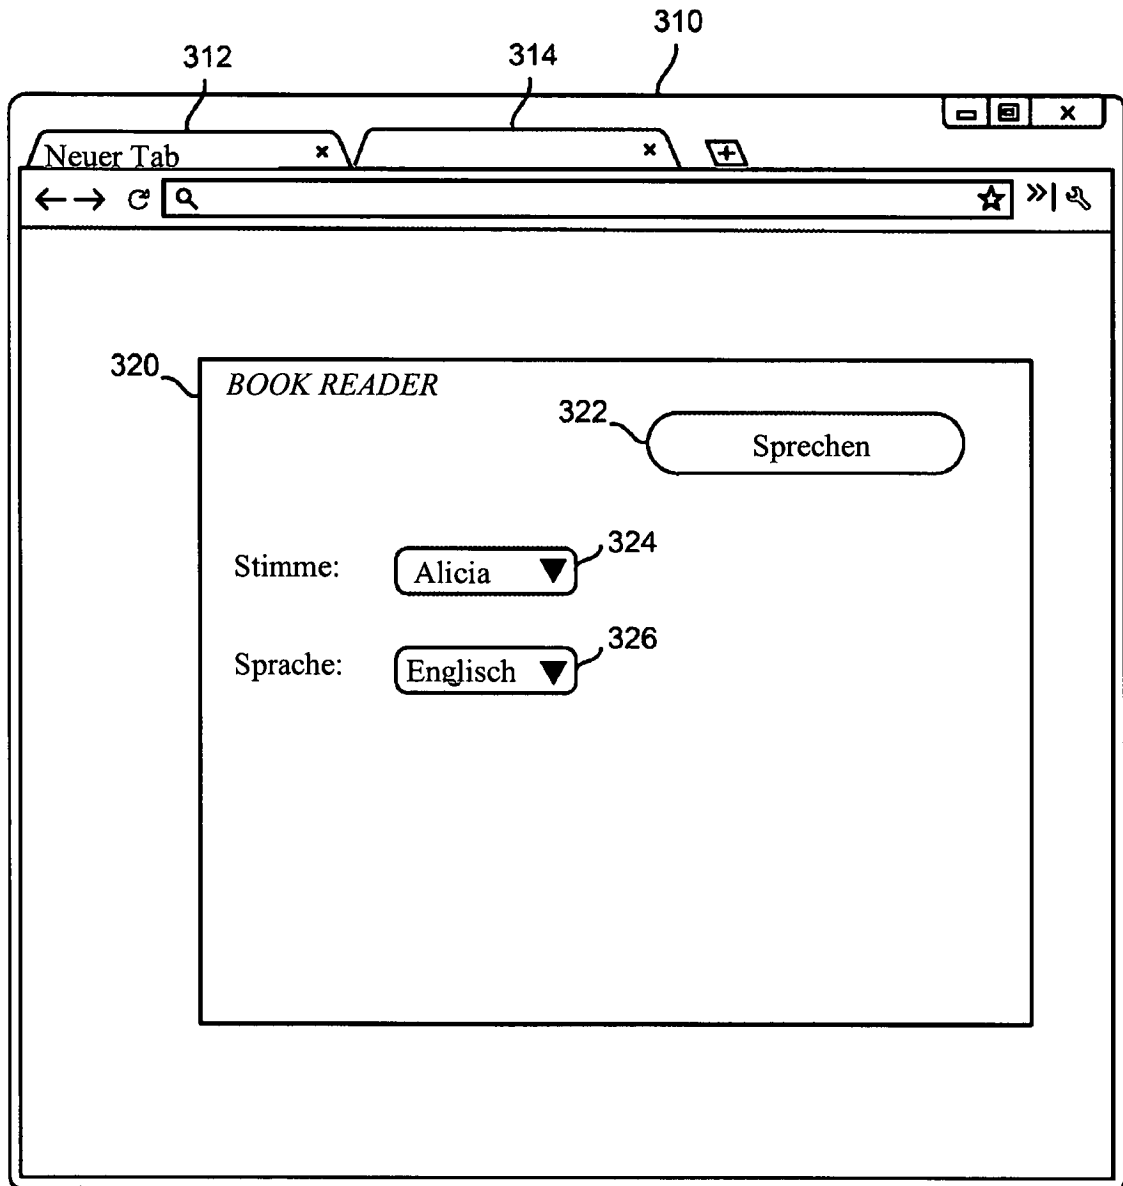 310
312
314
Neuer Tab
320
BOOK READER
322
Sprechen
Stimme:
Alicia
324
Sprache:
Englisch
326